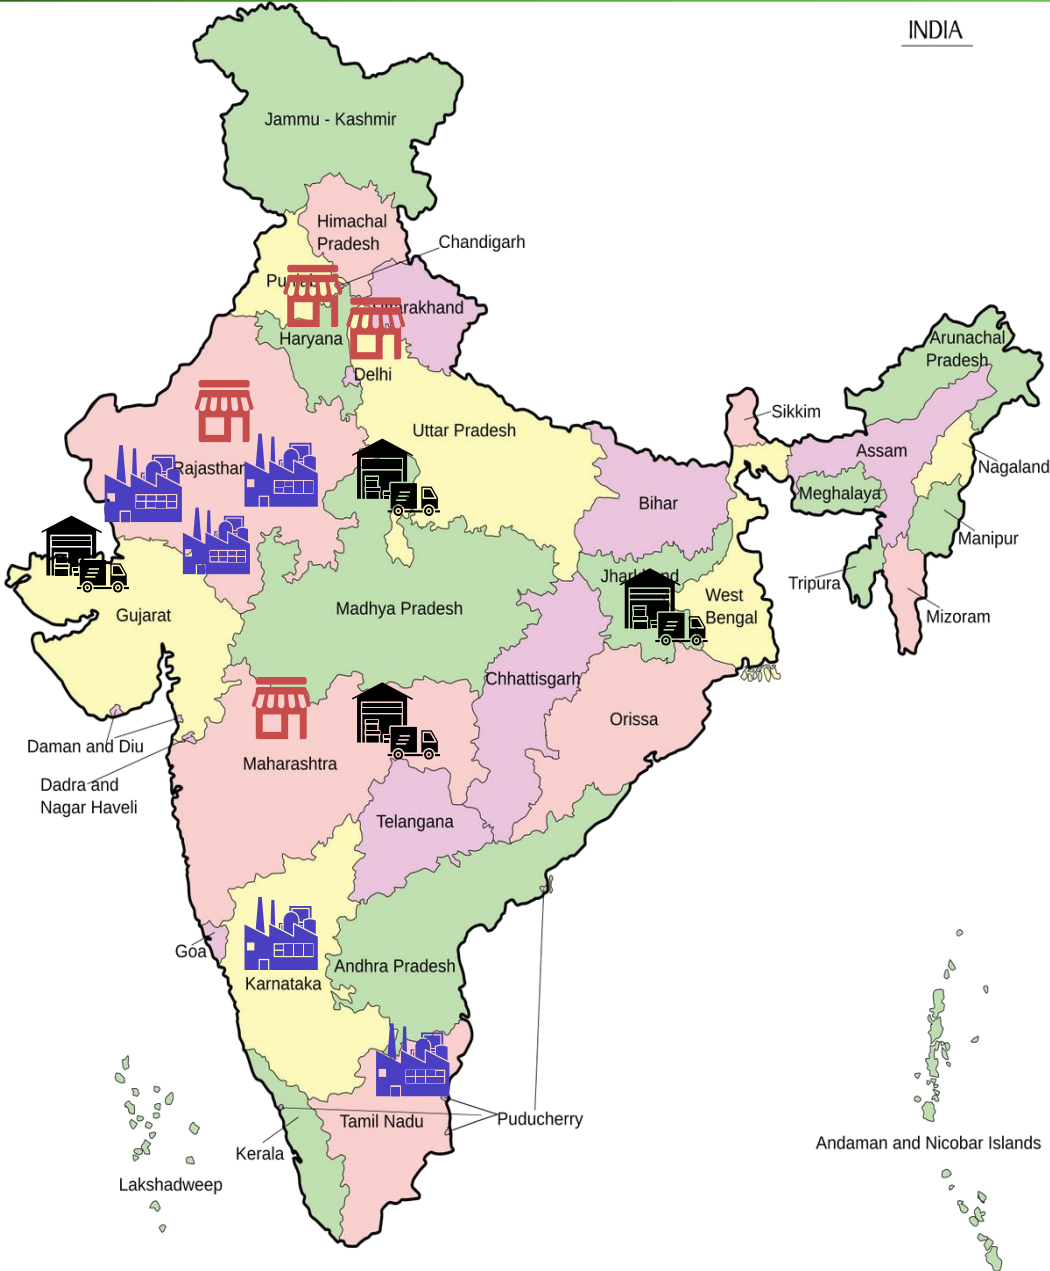 INDIA
Jammu - Kashmir
Himachal
Pradesh
Chandigarh
Uttarakhand
Haryana
Delhi
Arunachal
Pradesh
Sikkim
Uttar Pradesh
Assam
Nagaland
Rajasthan
Meghalaya
Bihar
Manipur
Jharkhand
Tripura
West
Bengal
Gujarat
Madhya Pradesh
Mizoram
Chhattisgarh
Orissa
Daman and Diu
Maharashtra
Dadra and
Nagar Haveli
Telangana
Goa
Andhra Pradesh
Karnataka
Tamil Nadu
Puducherry
Kerala
Andaman and Nicobar Islands
Lakshadweep